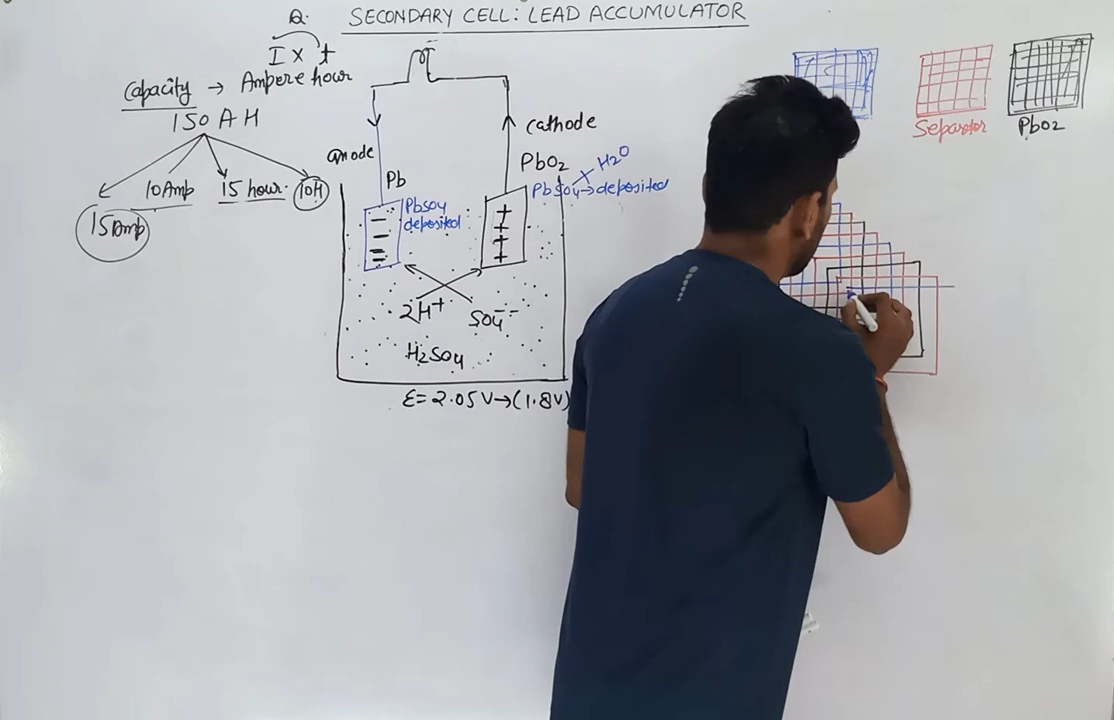 SECONDARY CELL: LEAD ACCUMULATOR
Q.
I x t
Capacity → Ampere hour
150 A H
10 Amp
15 hour.
10H
15 Amp
anode
cathode
Pb
PbO2
H2O
PbSO4 → deposited
PbSO4
deposited
2H+
SO4--
H2SO4
ε = 2.05V → (1.8V)
Separator
PbO2